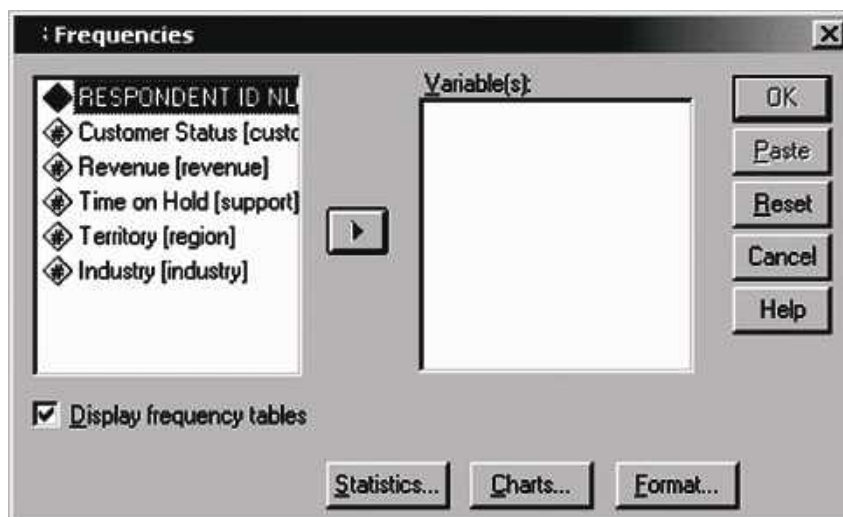 Frequencies
RESPONDENT ID NU
Customer Status [custo
Revenue [revenue]
Time on Hold [support]
Territory [region]
Industry [industry]
Variable(s):
OK
Paste
Reset
Cancel
Help
Display frequency tables
Statistics...
Charts...
Format...